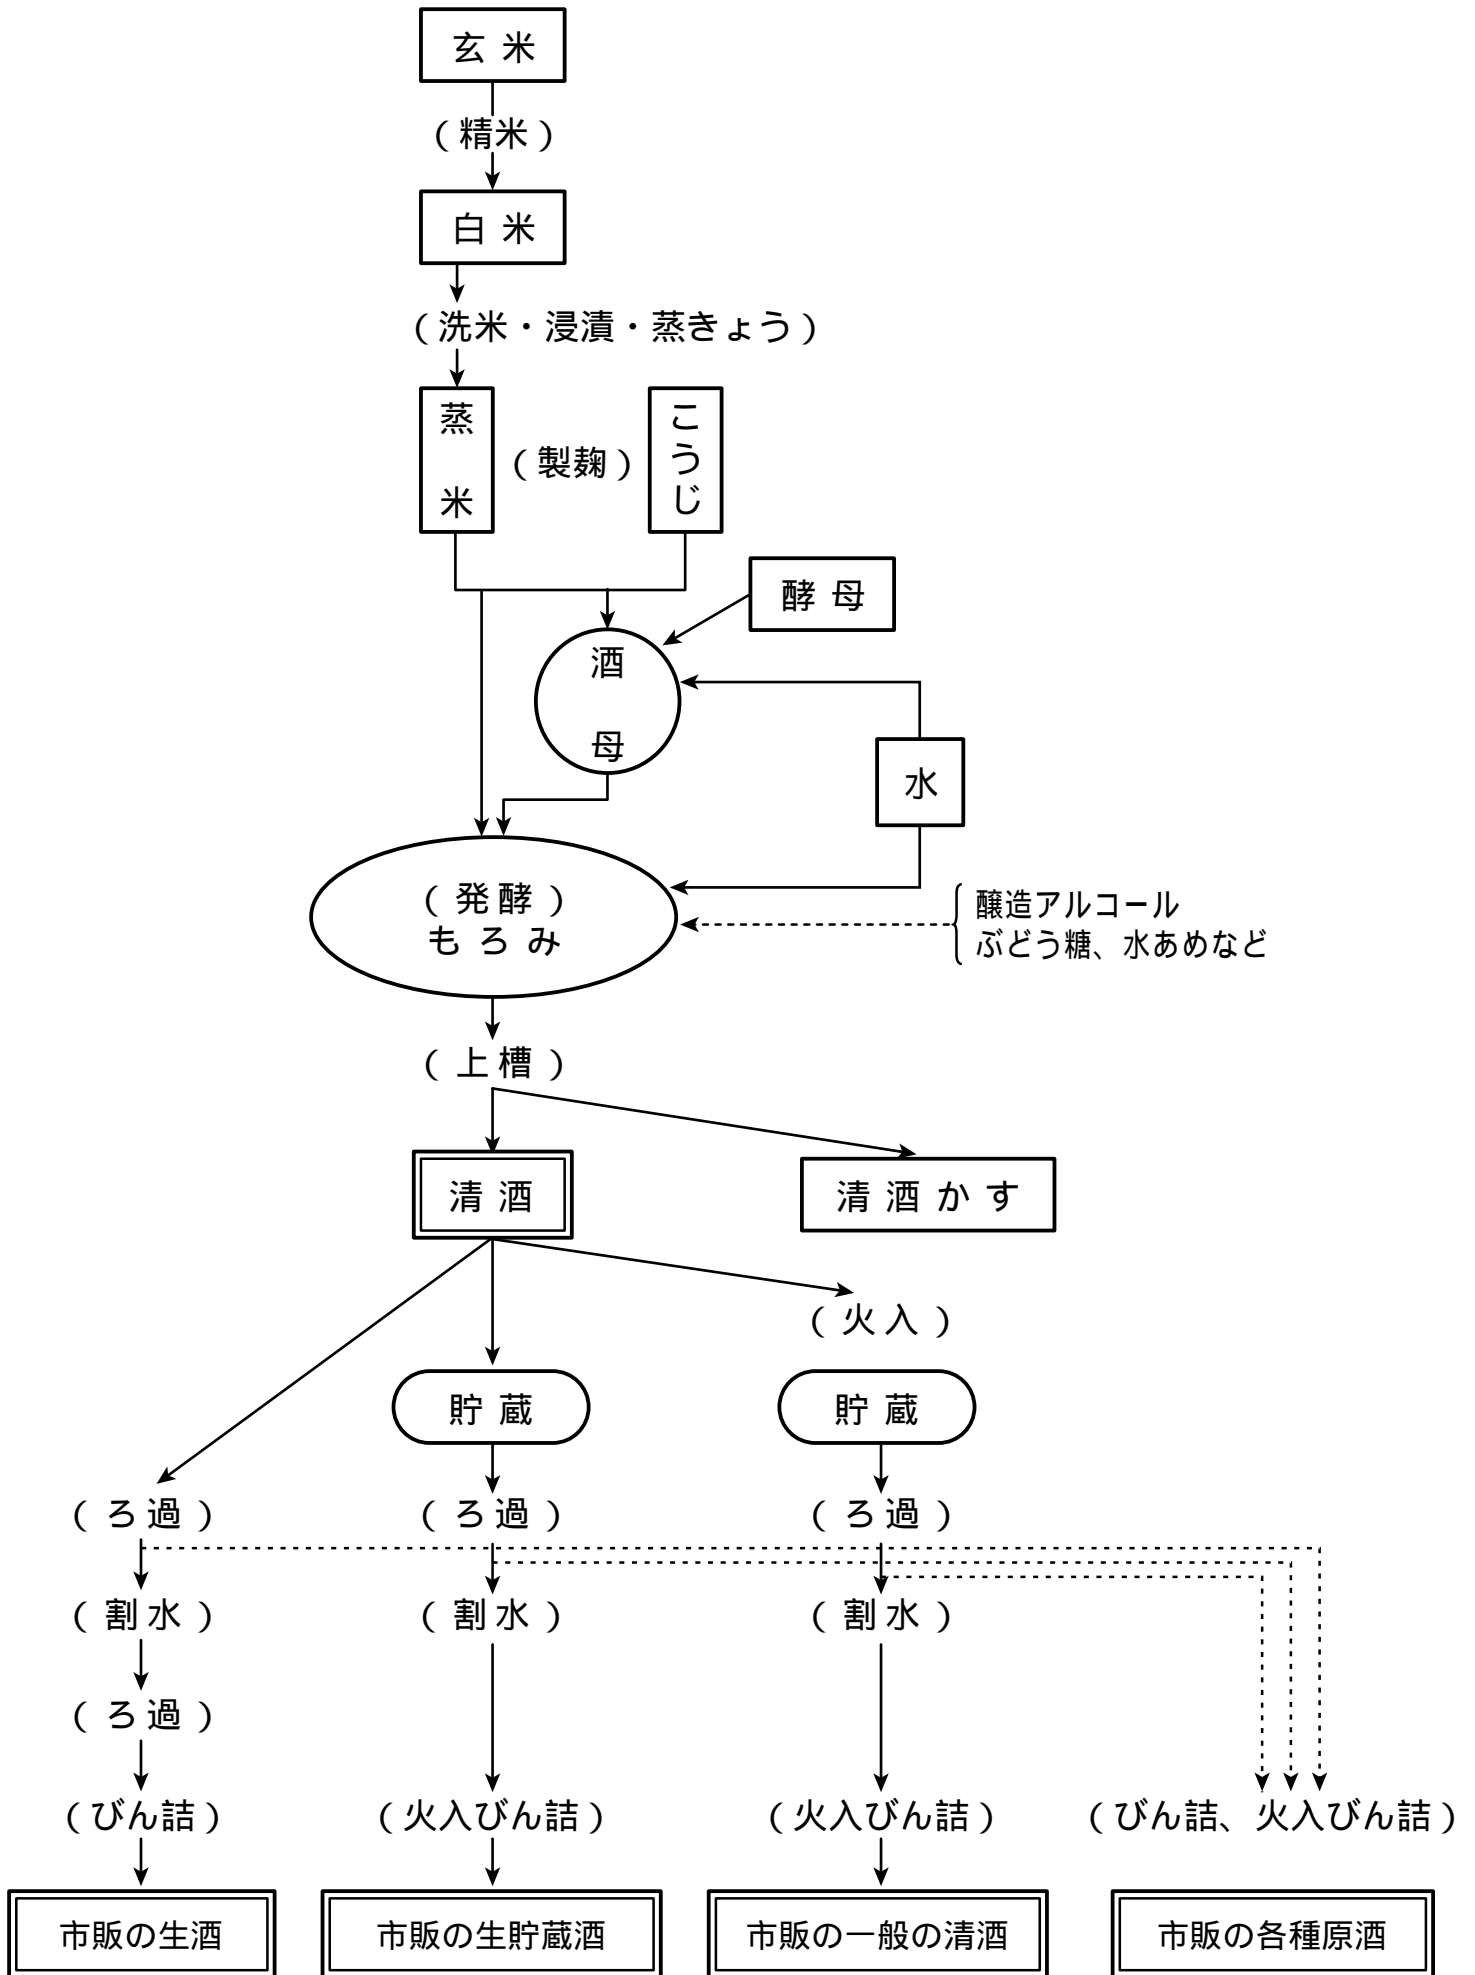 玄米
（精米）
白米
（洗米・浸漬・蒸きょう）
蒸米
（製麹）
こうじ
酵母
酒母
水
（発酵）
もろみ
醸造アルコール
ぶどう糖、水あめなど
（上槽）
清酒
清酒かす
（火入）
貯蔵
貯蔵
（ろ過）
（ろ過）
（ろ過）
（割水）
（割水）
（割水）
（ろ過）
（びん詰）
（火入びん詰）
（火入びん詰）
（びん詰、火入びん詰）
市販の生酒
市販の生貯蔵酒
市販の一般の清酒
市販の各種原酒